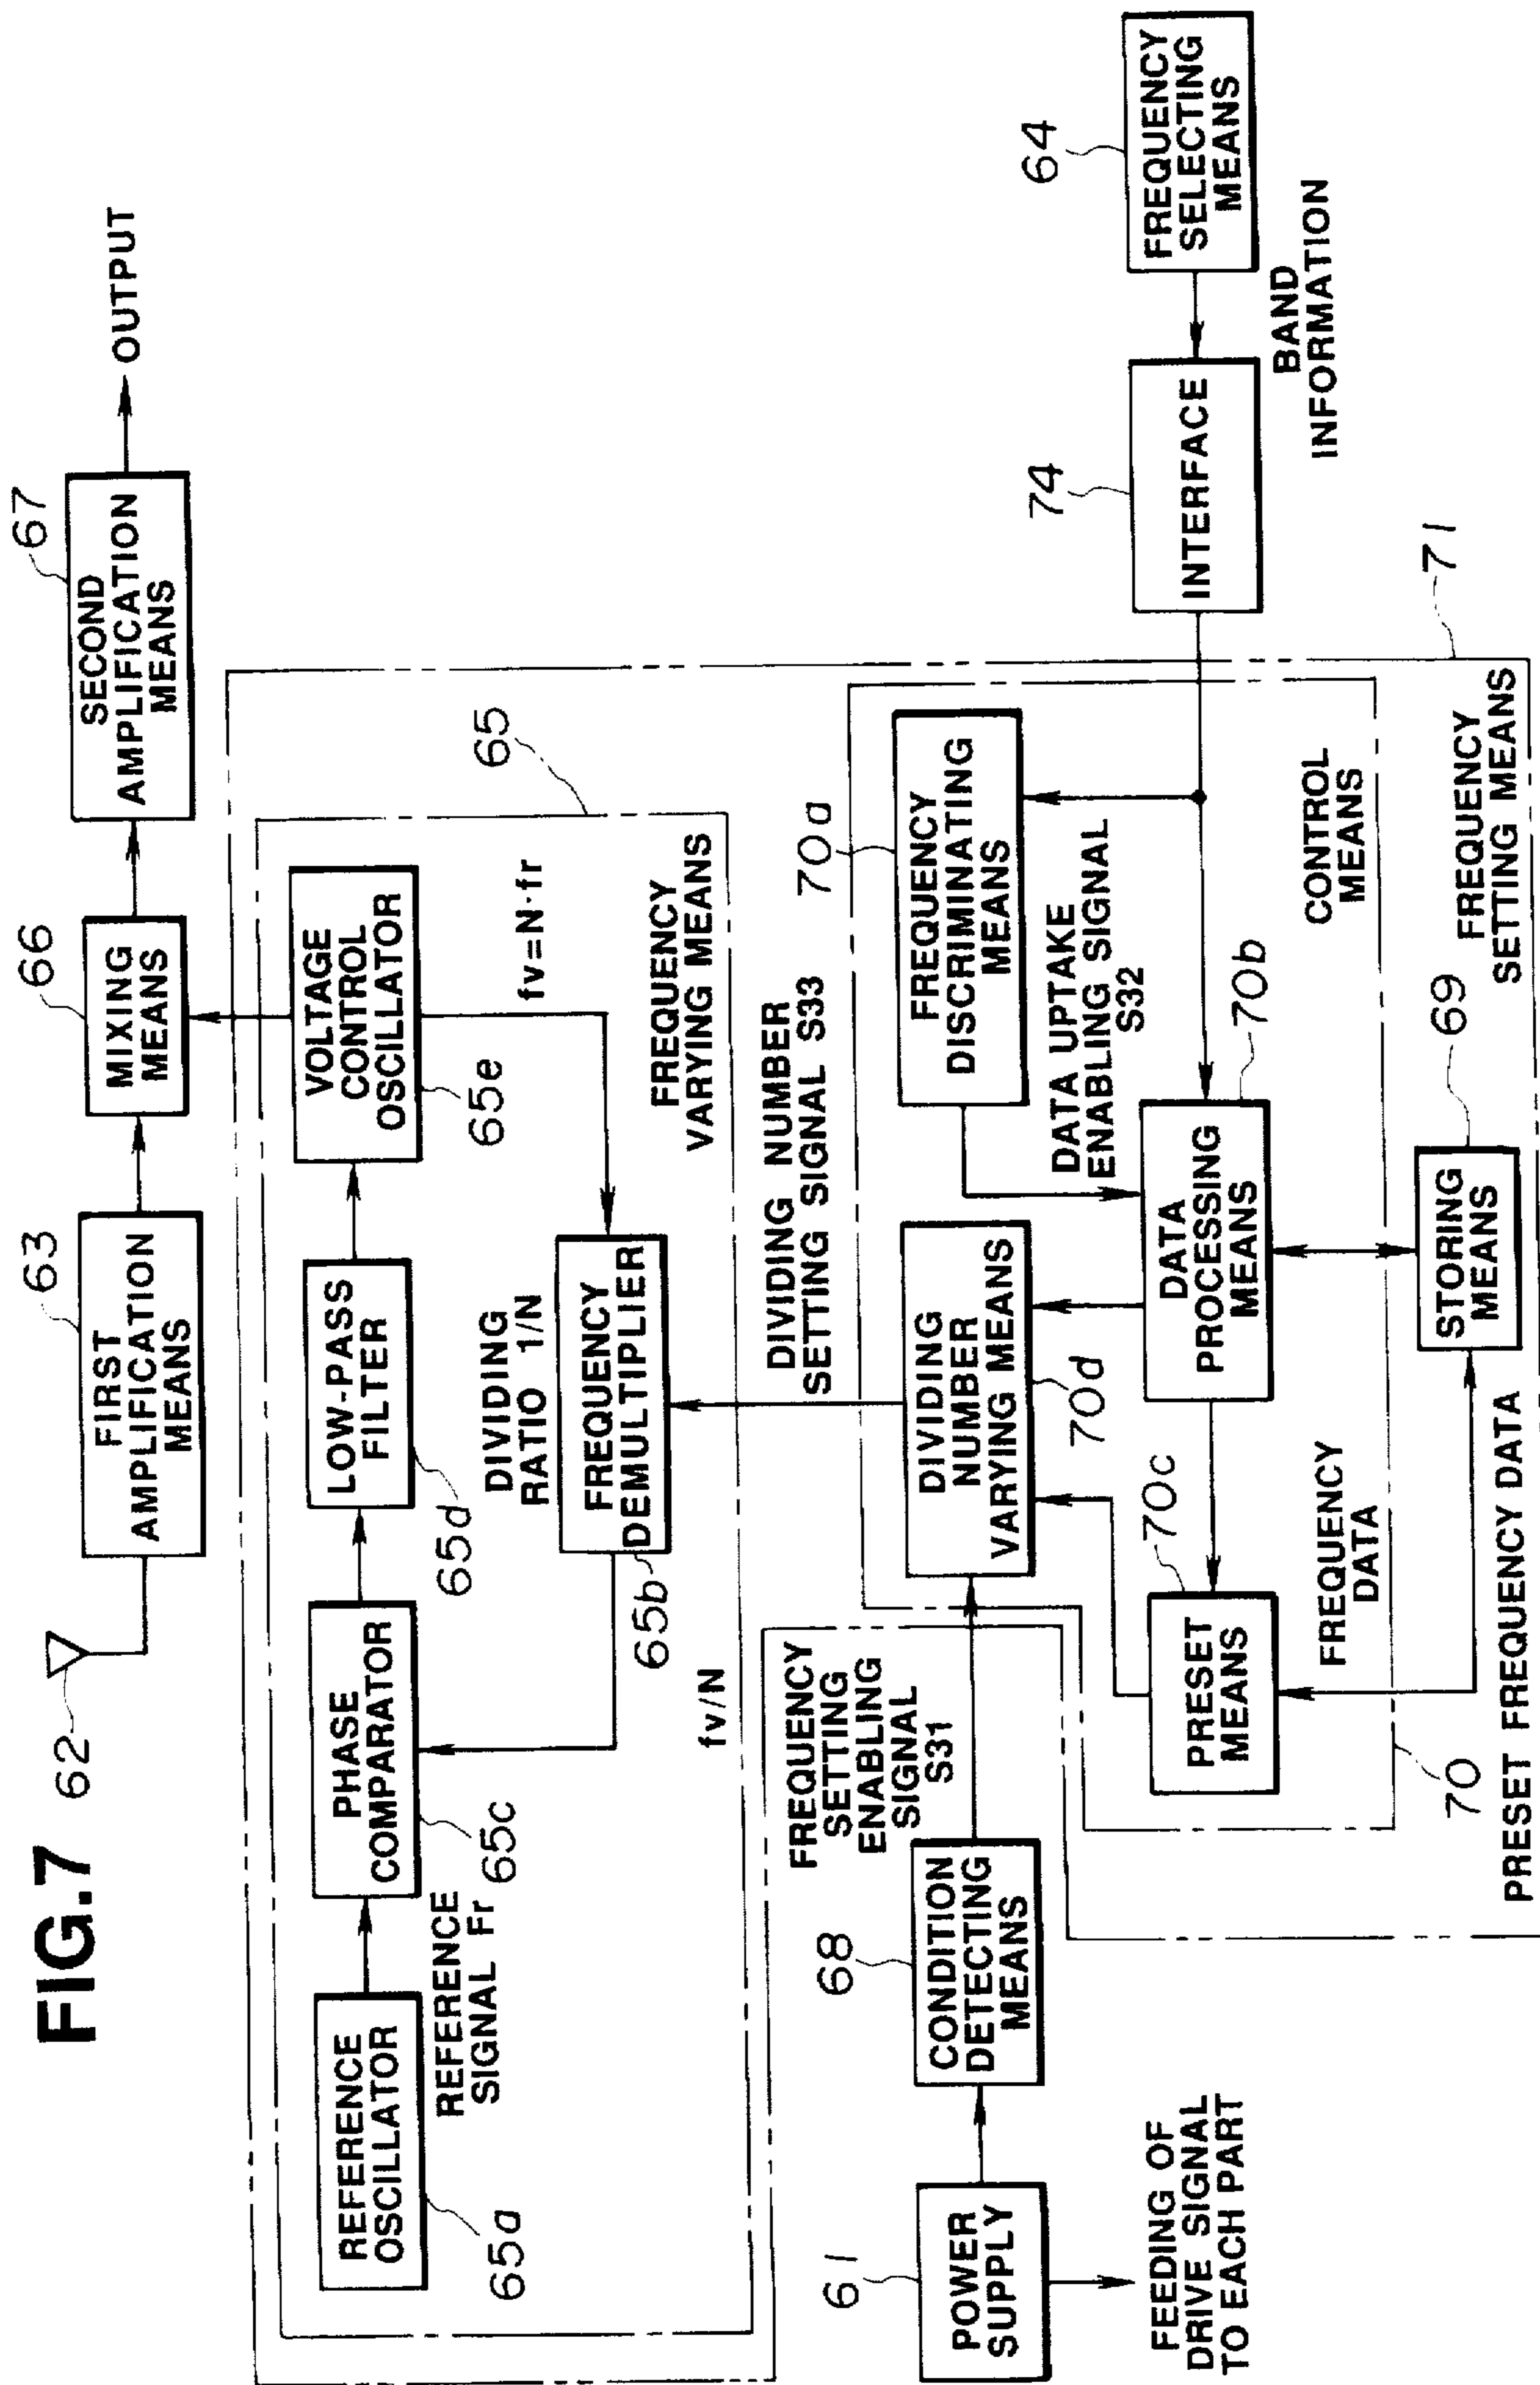 FIG.7
62
63
FIRST
AMPLIFICATION
MEANS
66
MIXING
MEANS
67
SECOND
AMPLIFICATION
MEANS
OUTPUT
REFERENCE
OSCILLATOR
65a
REFERENCE
SIGNAL Fr
PHASE
COMPARATOR
65c
LOW-PASS
FILTER
65d
VOLTAGE
CONTROL
OSCILLATOR
65e
fv=N·fr
65
DIVIDING
RATIO 1/N
FREQUENCY
DEMUTIPLIER
65b
fv/N
FREQUENCY
VARYING MEANS
DIVIDING NUMBER
SETTING SIGNAL S33
61
POWER
SUPPLY
FEEDING OF
DRIVE SIGNAL
TO EACH PART
68
CONDITION
DETECTING
MEANS
FREQUENCY
SETTING
ENABLING
SIGNAL
S31
DIVIDING
NUMBER
VARYING MEANS
70d
70a
FREQUENCY
DISCRIMINATING
MEANS
DATA UPTAKE
ENABLING SIGNAL
S32
70b
DATA
PROCESSING
MEANS
70c
PRESET
MEANS
FREQUENCY
DATA
CONTROL
MEANS
70
69
STORING
MEANS
PRESET FREQUENCY DATA
FREQUENCY
SETTING MEANS
71
74
INTERFACE
BAND
INFORMATION
64
FREQUENCY
SELECTING
MEANS